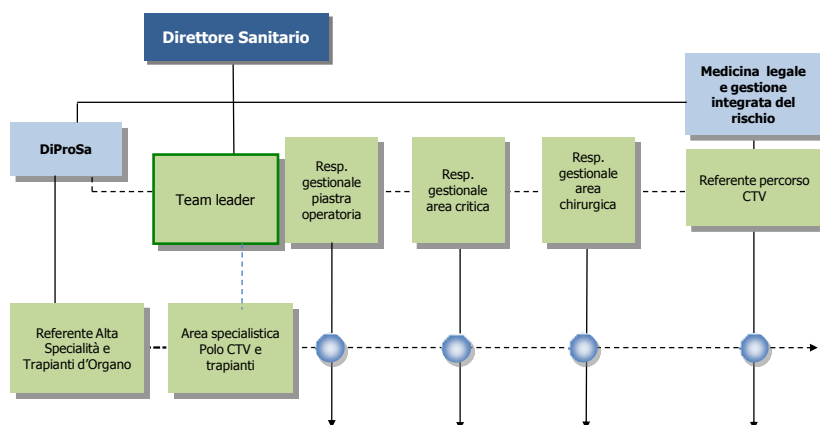 Direttore Sanitario
Medicina legale
e gestione
integrata del
rischio
DiProSa
Team leader
Resp.
gestionale
piastra
operatoria
Resp.
gestionale
area critica
Resp.
gestionale
area
chirurgica
Referente percorso
CTV
Referente Alta
Specialità e
Trapianti d'Organo
Area specialistica
Polo CTV e
trapianti